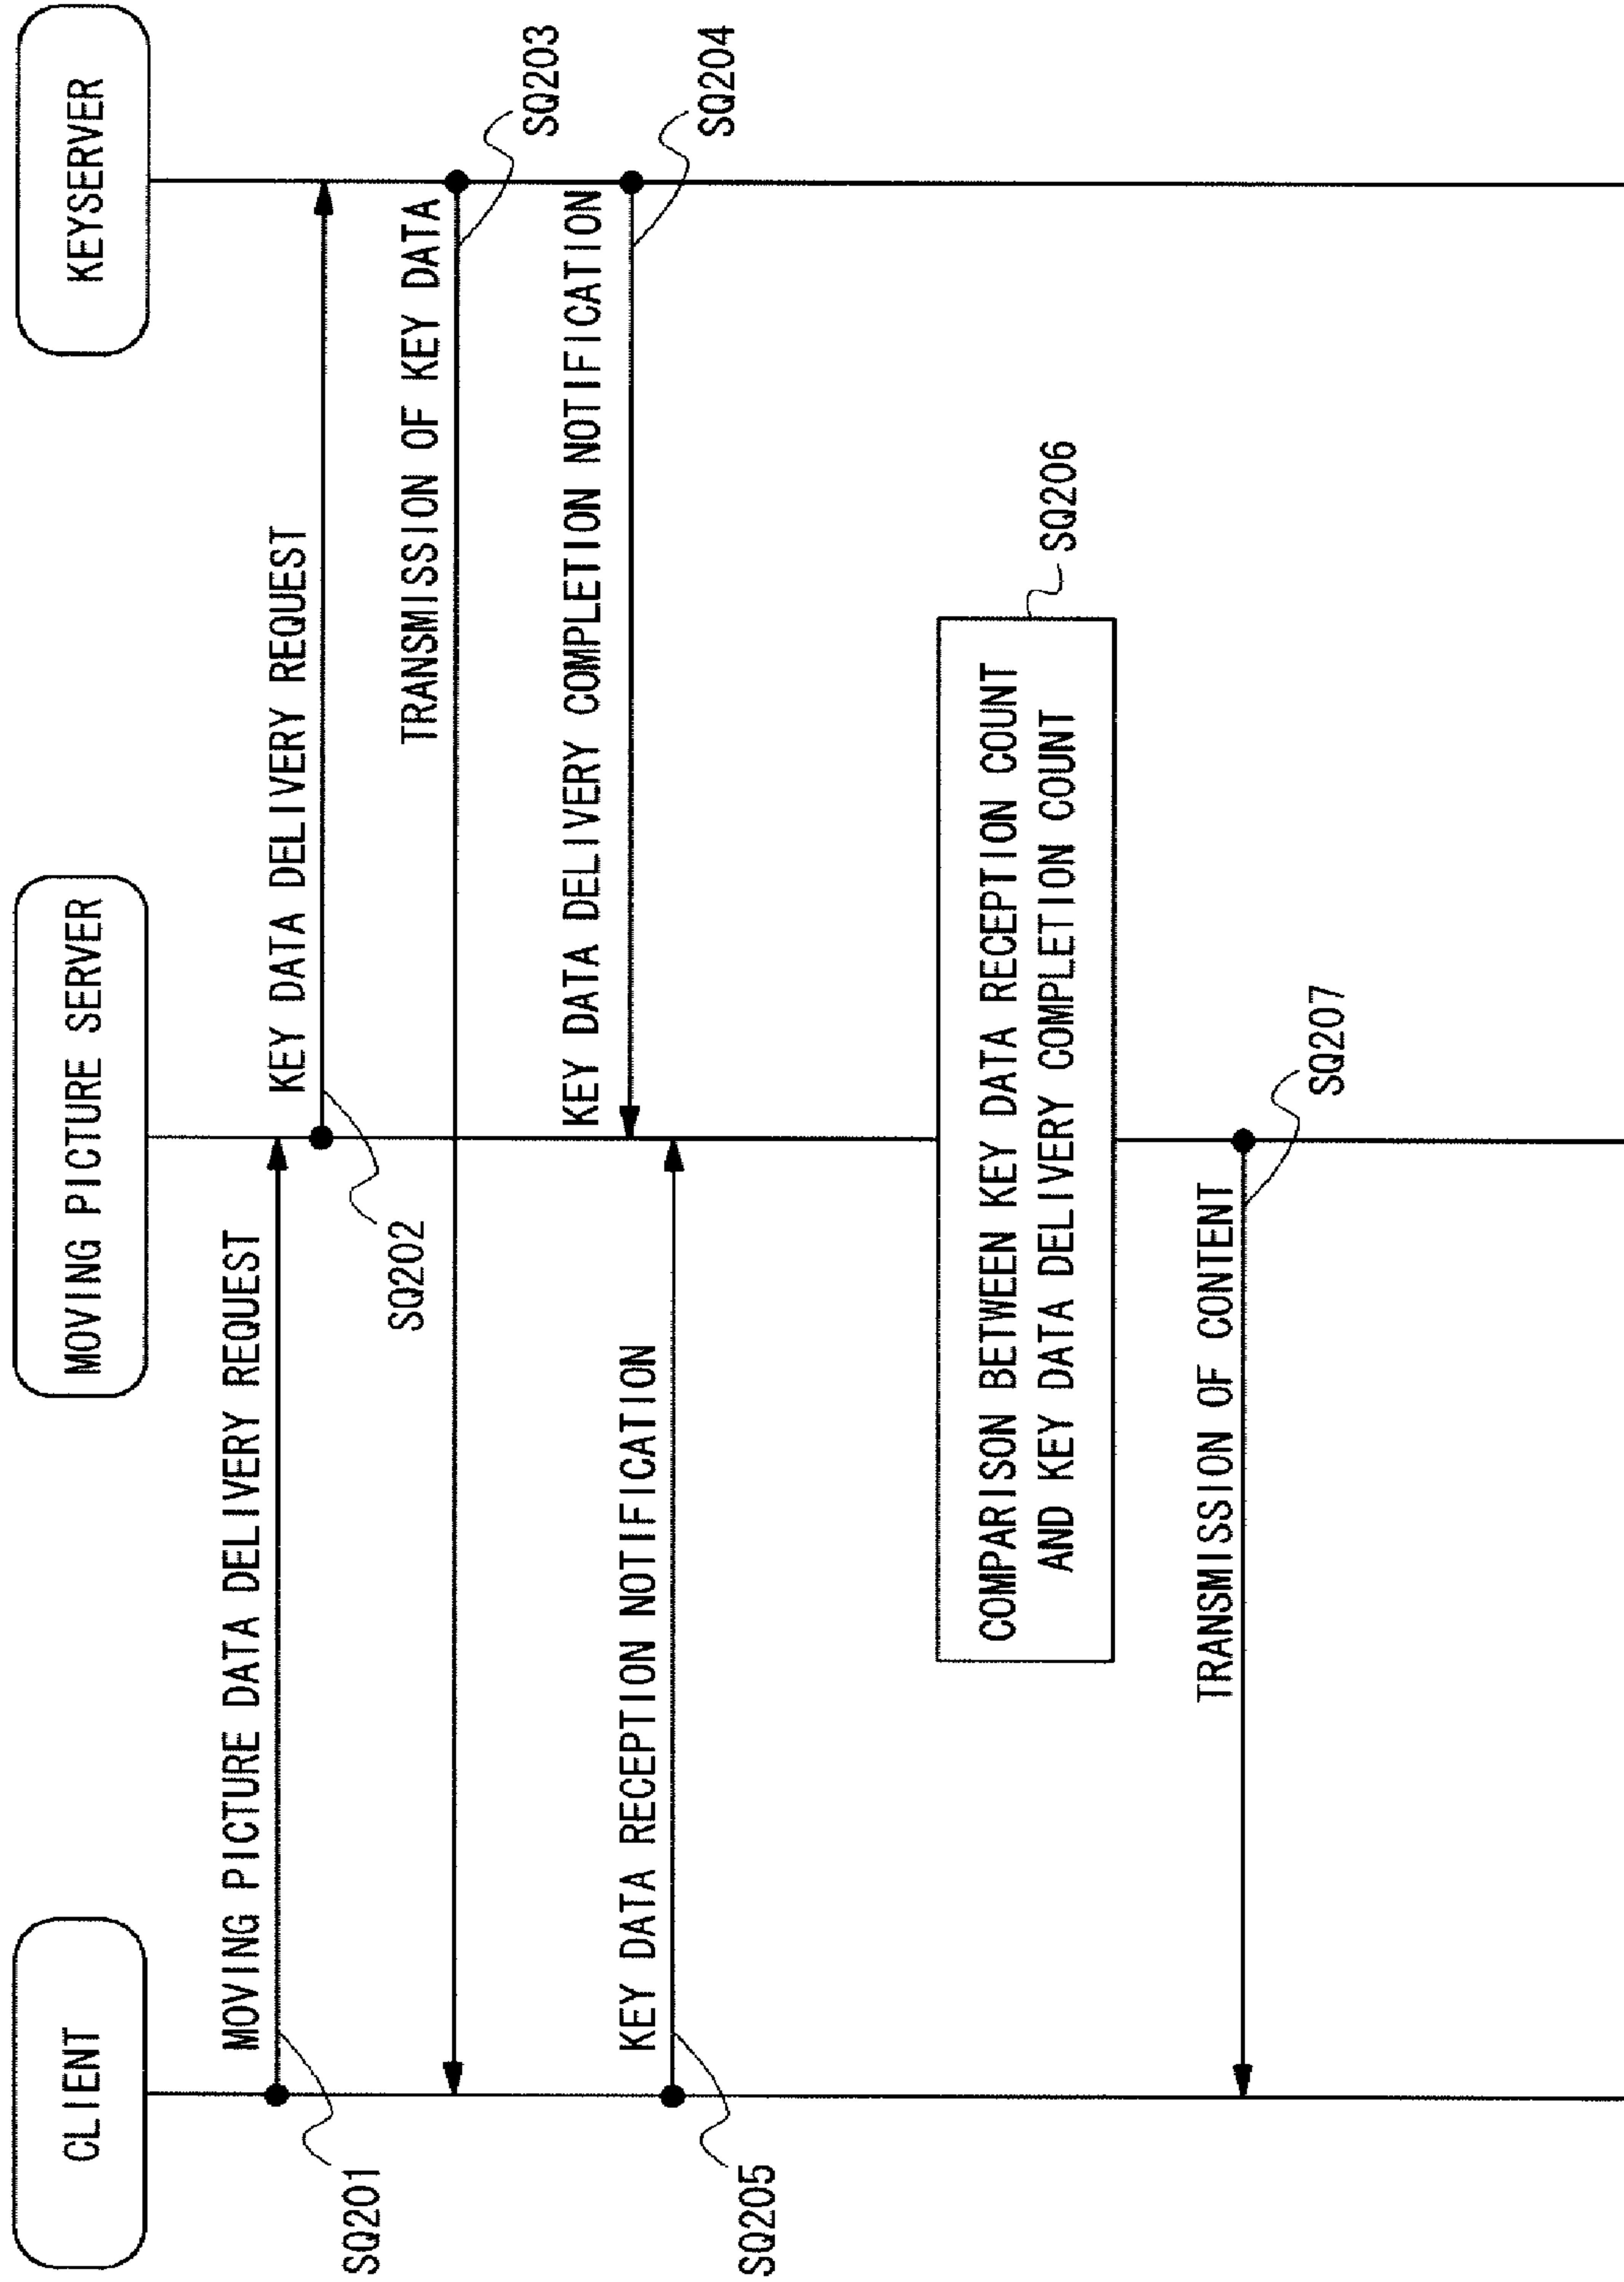 CLIENT
MOVING PICTURE SERVER
KEYSERVER
MOVING PICTURE DATA DELIVERY REQUEST
SQ201
KEY DATA DELIVERY REQUEST
SQ202
TRANSMISSION OF KEY DATA
SQ203
KEY DATA DELIVERY COMPLETION NOTIFICATION
SQ204
KEY DATA RECEPTION NOTIFICATION
SQ205
COMPARISON BETWEEN KEY DATA RECEPTION COUNT
AND KEY DATA DELIVERY COMPLETION COUNT
SQ206
TRANSMISSION OF CONTENT
SQ207